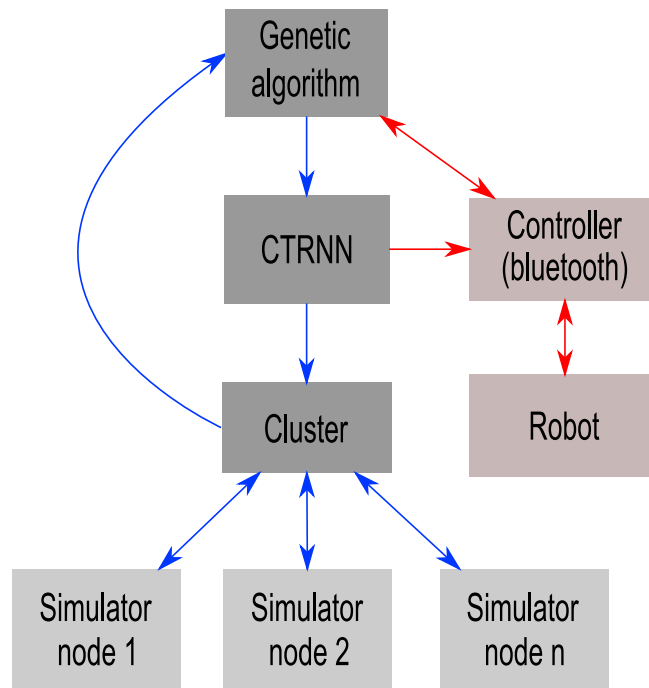 Genetic
algorithm
CTRNN
Controller
(bluetooth)
Cluster
Robot
Simulator
node 1
Simulator
node 2
Simulator
node n